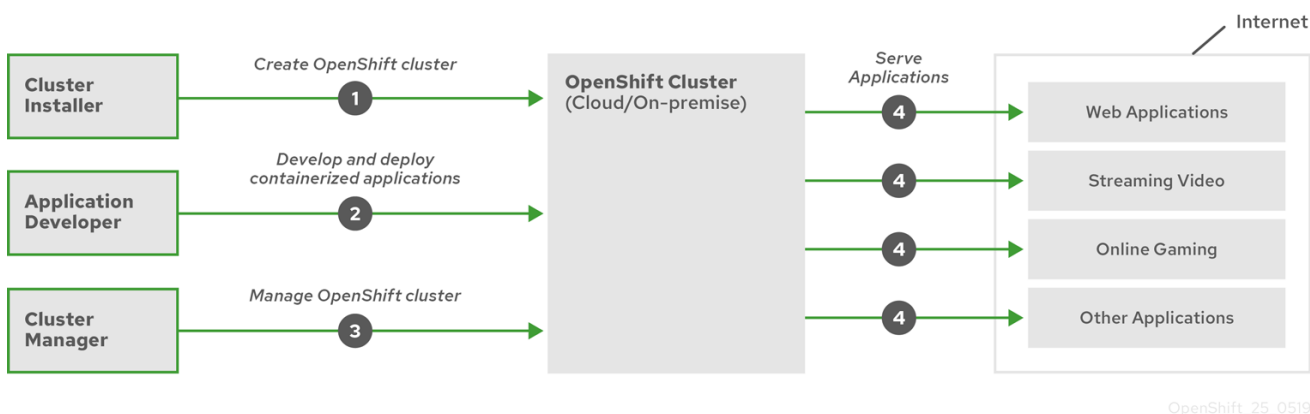 Internet
Cluster
Installer
Create OpenShift cluster
1
OpenShift Cluster
(Cloud/On-premise)
Serve
Applications
4
Web Applications
Application
Developer
Develop and deploy
containerized applications
2
4
Streaming Video
4
Online Gaming
Cluster
Manager
Manage OpenShift cluster
3
4
Other Applications
OpenShift_25_0519